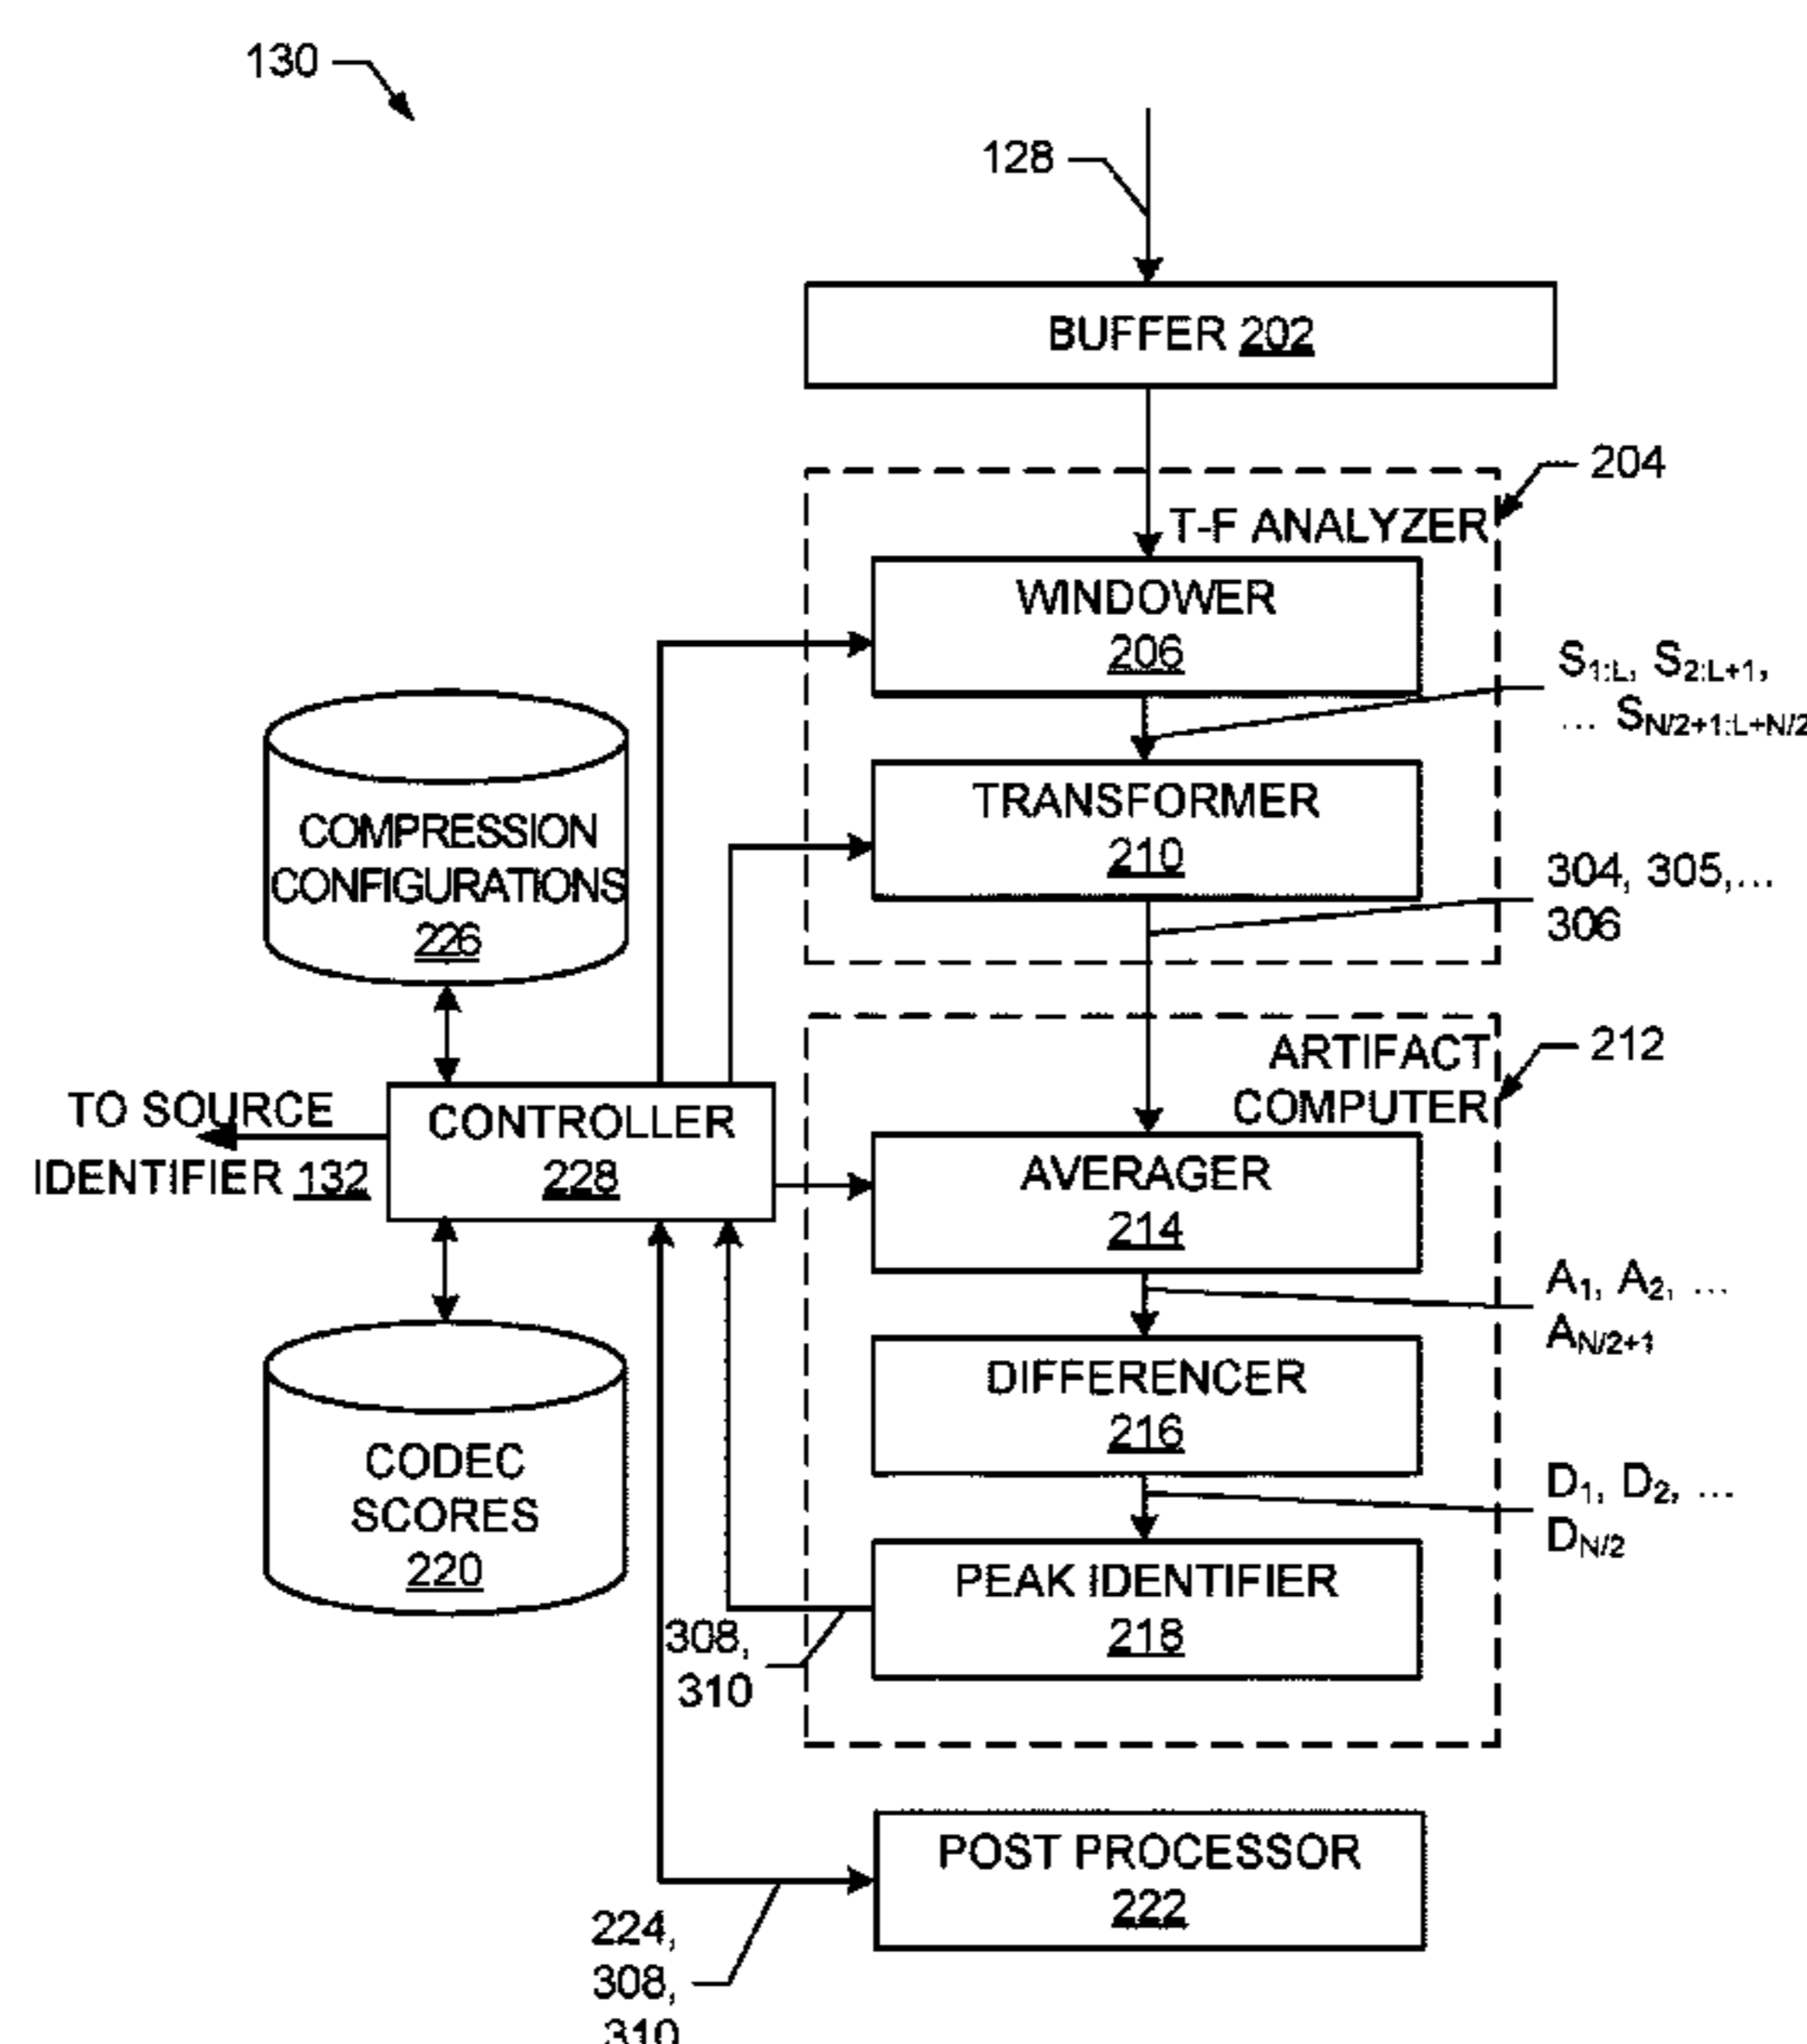 130
128
BUFFER 202
204
T-F ANALYZER
WINDOWER
206
S1:L, S2:L+1,
... SN/2+1:L+N/2
TRANSFORMER
210
304, 305,...
306
COMPRESSION
CONFIGURATIONS
226
ARTIFACT
COMPUTER
212
TO SOURCE
IDENTIFIER 132
CONTROLLER
228
AVERAGER
214
A1, A2, ...
AN/2+1
DIFFERENCER
216
CODEC
SCORES
220
D1, D2, ...
DN/2
PEAK IDENTIFIER
218
308,
310
POST PROCESSOR
222
224,
308,
310